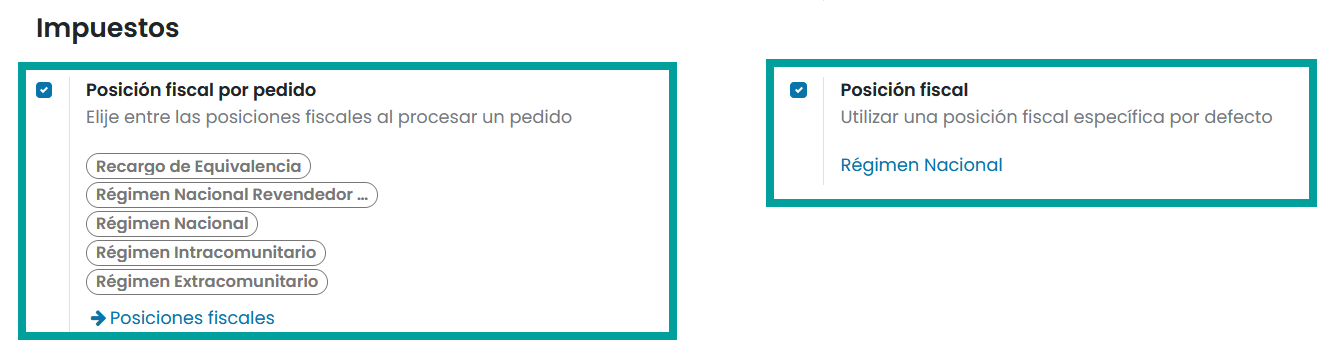 Impuestos
Posición fiscal por pedido
Elije entre las posiciones fiscales al procesar un pedido
Recargo de Equivalencia
Régimen Nacional Revendedor ...
Régimen Nacional
Régimen Intracomunitario
Régimen Extracomunitario
Posiciones fiscales
Posición fiscal
Utilizar una posición fiscal específica por defecto
Régimen Nacional